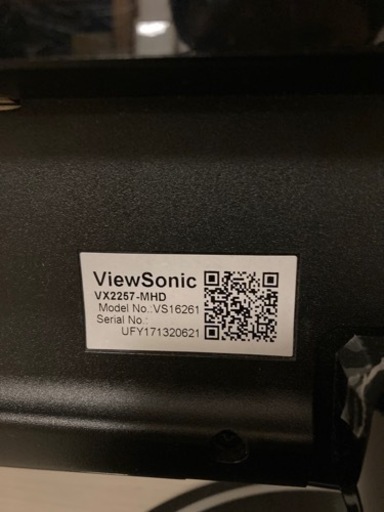 ViewSonic
VX2257-MHD
Model No.:VS16261
Serial No.:
UFY171320621